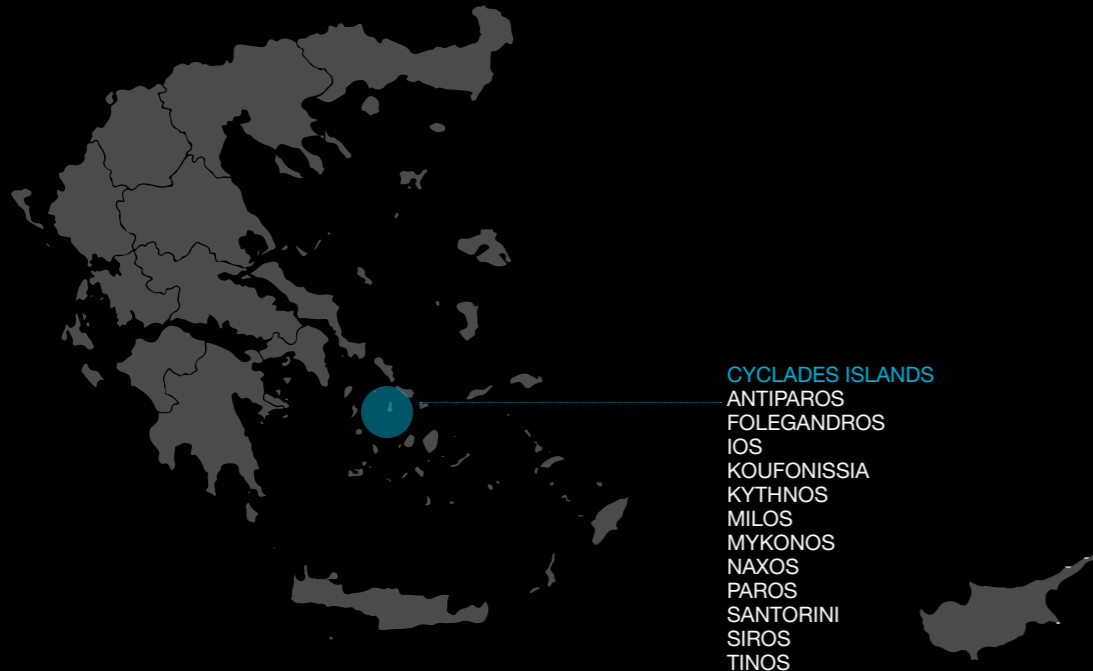 CYCLADES ISLANDS
ANTIPAROS
FOLEGANDROS
IOS
KOUFONISSIA
KYTHNOS
MILOS
MYKONOS
NAXOS
PAROS
SANTORINI
SIROS
TINOS